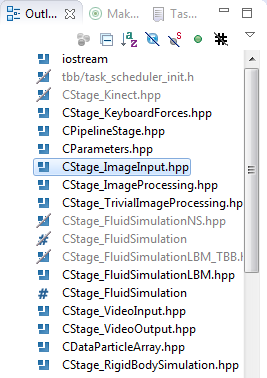 Outl...
Mak...
Tas...
iostream
tbb/task_scheduler_init.h
CStage_Kinect.hpp
CStage_KeyboardForces.hpp
CPipelineStage.hpp
CParameters.hpp
CStage_ImageInput.hpp
CStage_ImageProcessing.hpp
CStage_TrivialImageProcessing.hpp
CStage_FluidSimulationNS.hpp
CStage_FluidSimulation
CStage_FluidSimulationLBM_TBB.h
CStage_FluidSimulationLBM.hpp
CStage_FluidSimulation
CStage_VideoInput.hpp
CStage_VideoOutput.hpp
CDataParticleArray.hpp
CStage_RigidBodySimulation.hpp